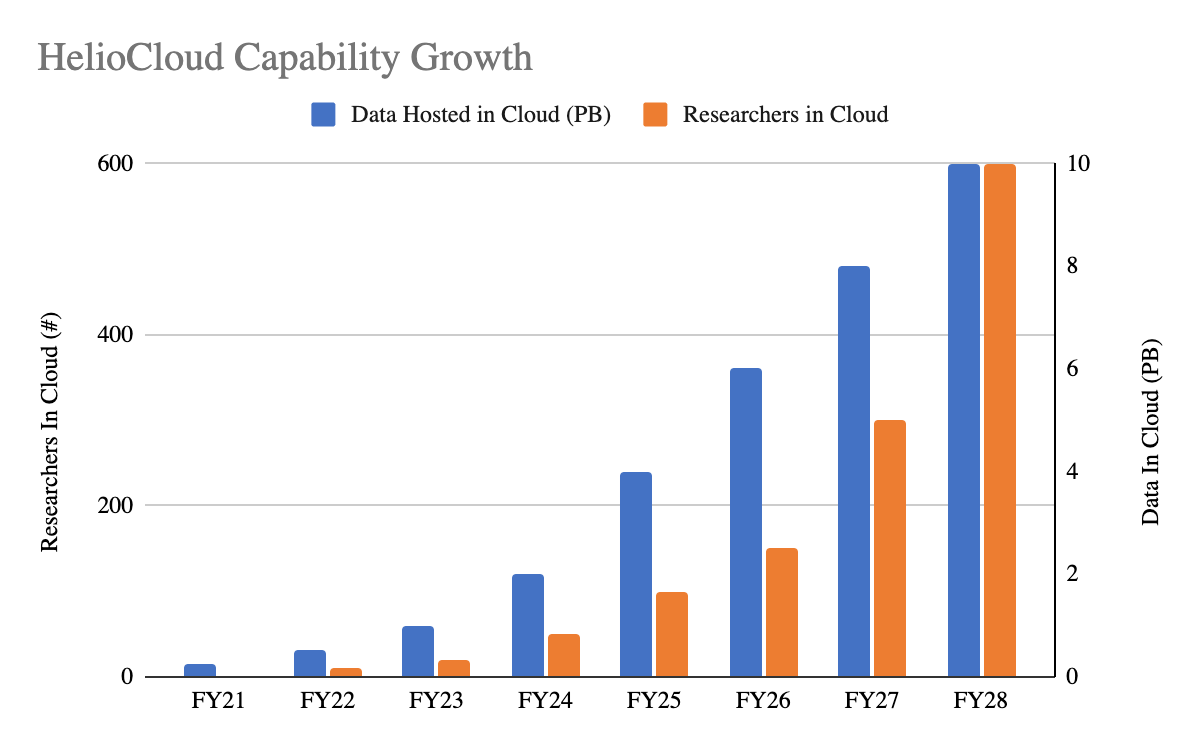 HelioCloud Capability Growth
Data Hosted in Cloud (PB) Researchers in Cloud
600
400
200
0
Researchers In Cloud (#)
10
8
6
4
2
0
Data In Cloud (PB)
FY21 FY22 FY23 FY24 FY25 FY26 FY27 FY28